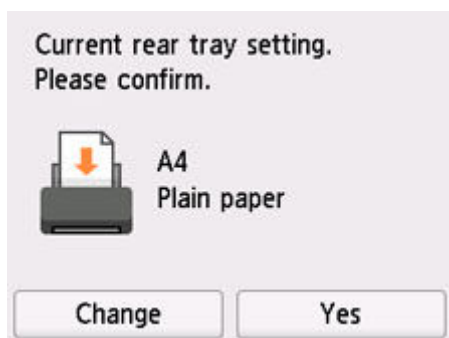 Current rear tray setting.
Please confirm.
A4
Plain paper
Change
Yes